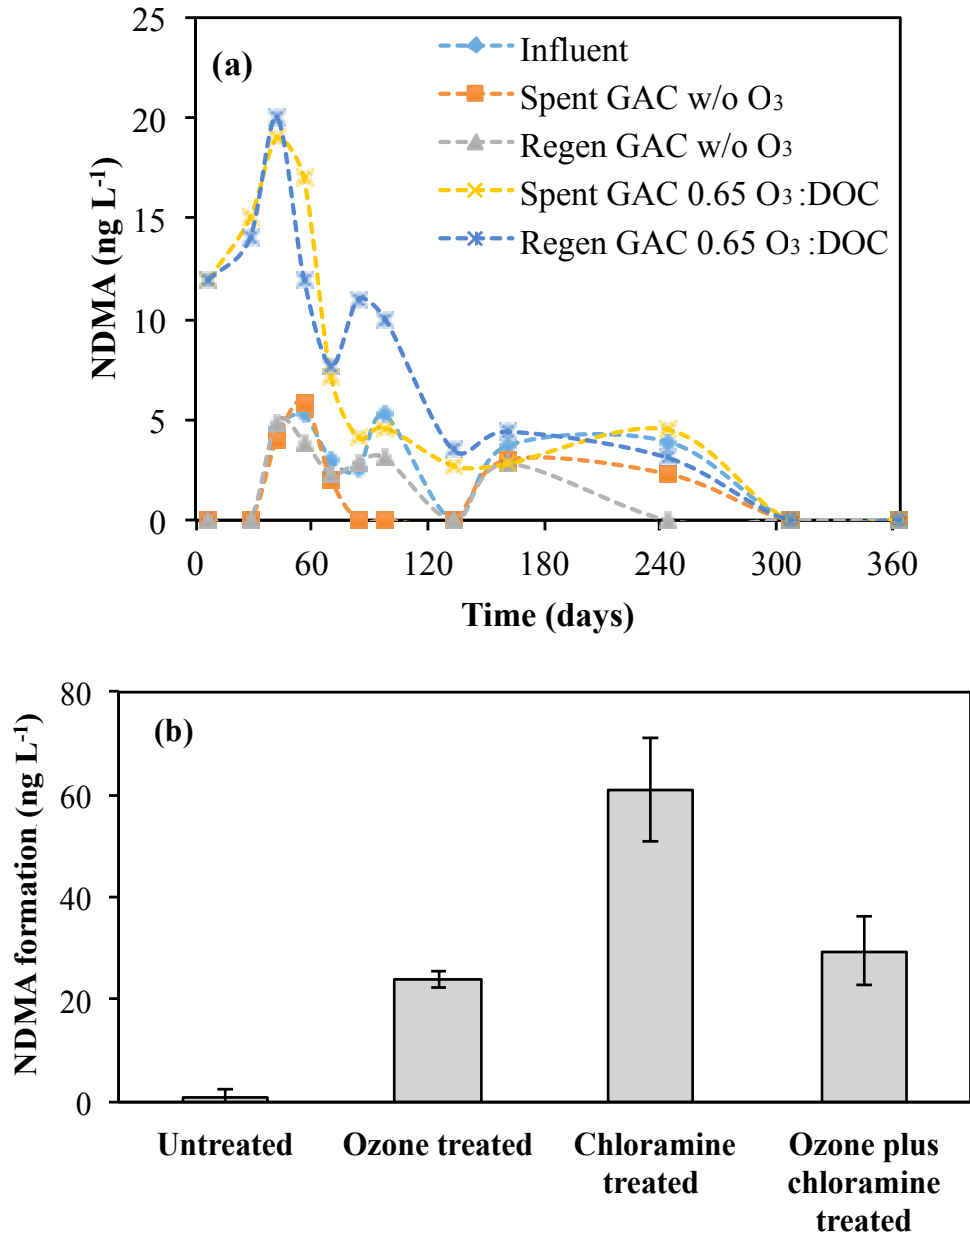 25
20
15
10
5
0
NDMA (ng L⁻¹)
(a)
Influent
Spent GAC w/o O₃
Regen GAC w/o O₃
Spent GAC 0.65 O₃ :DOC
Regen GAC 0.65 O₃ :DOC
0 60 120 180 240 300 360
Time (days)
80
60
40
20
0
NDMA formation (ng L⁻¹)
(b)
Untreated
Ozone treated
Chloramine
treated
Ozone plus
chloramine
treated